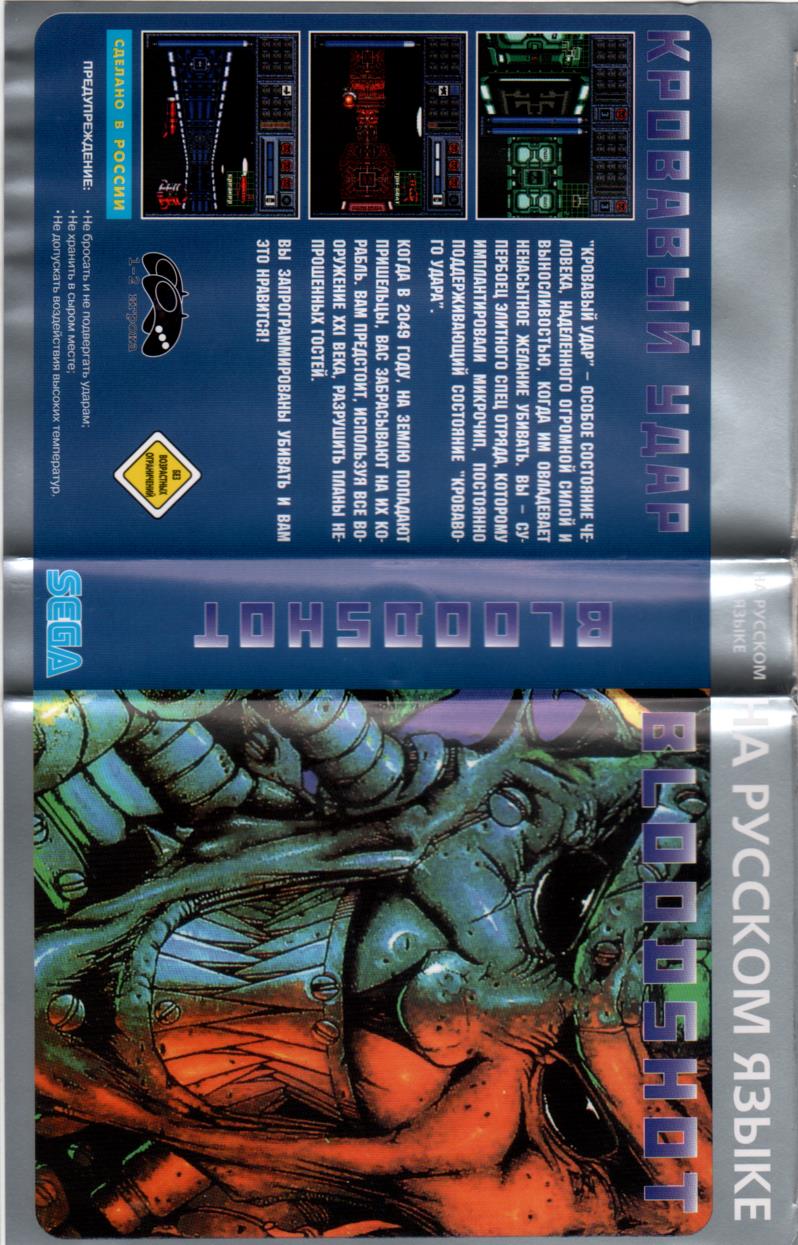 КРОВАВЫЙ УДАР
"КРОВАВЫЙ УДАР" – ОСОБОЕ СОСТОЯНИЕ ЧЕ-
ЛОВЕКА, НАДЕЛЕННОГО ОГРОМНОЙ СИЛОЙ И
ВЫНОСЛИВОСТЬЮ, КОГДА ИМ ОВЛАДЕВАЕТ
НЕНАСЫТНОЕ ЖЕЛАНИЕ УБИВАТЬ. ВЫ – СУ-
ПЕРБОЕЦ ЭЛИТНОГО СПЕЦ ОТРЯДА, КОТОРОМУ
ИМПЛАНТИРОВАЛИ МИКРОЧИП, ПОСТОЯННО
ПОДДЕРЖИВАЮЩИЙ СОСТОЯНИЕ "КРОВАВО-
ГО УДАРА".
КОГДА В 2049 ГОДУ, НА ЗЕМЛЮ ПОПАДАЮТ
ПРИШЕЛЬЦЫ, ВАС ЗАБРАСЫВАЮТ НА ИХ КО-
РАБЛЬ. ВАМ ПРЕДСТОИТ, ИСПОЛЬЗУЯ ВСЕ ВО-
ОРУЖЕНИЕ XXI ВЕКА, РАЗРУШИТЬ ПЛАНЫ НЕ-
ПРОШЕННЫХ ГОСТЕЙ.
ВЫ ЗАПРОГРАММИРОВАНЫ УБИВАТЬ И ВАМ
ЭТО НРАВИТСЯ!
СДЕЛАНО В РОССИИ
1-2 игрока
БЕЗ
ВОЗРАСТНЫХ
ОГРАНИЧЕНИЙ
ПРЕДУПРЕЖДЕНИЕ:
• Не бросать и не подвергать ударам;
• Не хранить в сыром месте;
• Не допускать воздействия высоких температур.
НА РУССКОМ
ЯЗЫКЕ
BLOODSHOT
SEGA
НА РУССКОМ ЯЗЫКЕ
BLOODSHOT